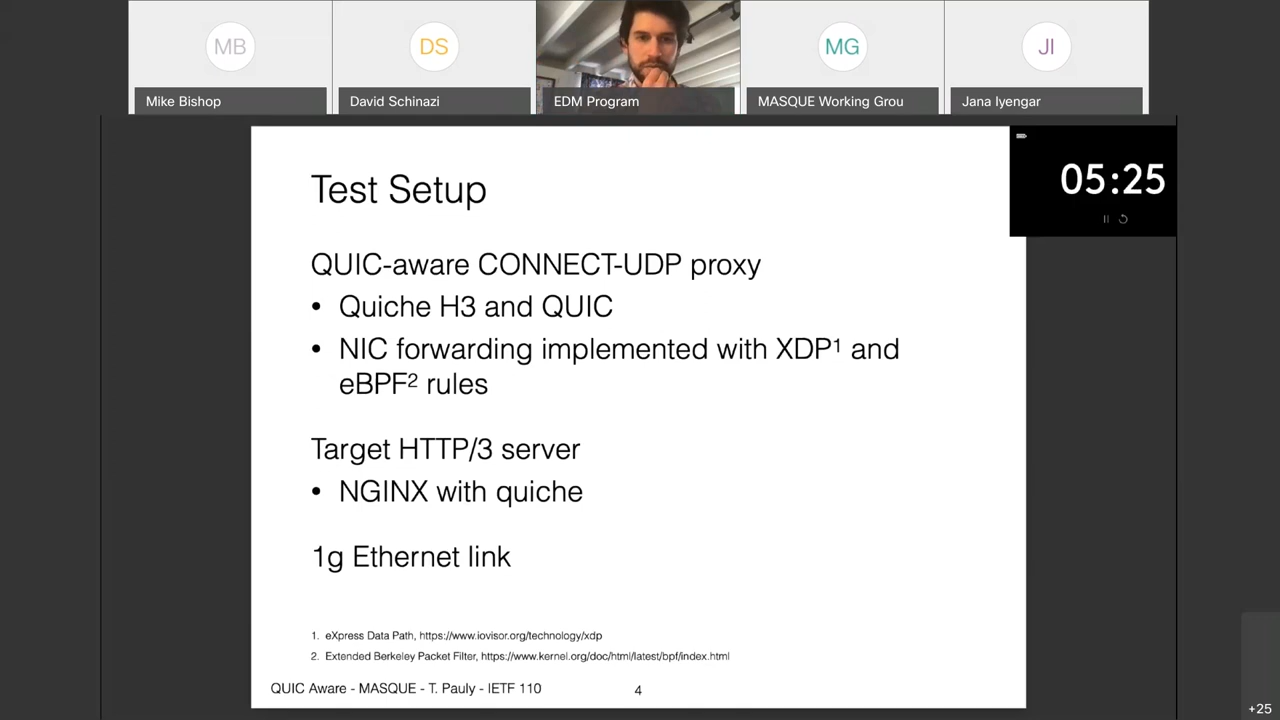 MB
DS
MG
JI
Mike Bishop
David Schinazi
EDM Program
MASQUE Working Grou
Jana Iyengar
05:25
Test Setup
QUIC-aware CONNECT-UDP proxy
• Quiche H3 and QUIC
• NIC forwarding implemented with XDP¹ and
eBPF² rules
Target HTTP/3 server
• NGINX with quiche
1g Ethernet link
1. eXpress Data Path, https://www.iovisor.org/technology/xdp
2. Extended Berkeley Packet Filter, https://www.kernel.org/doc/html/latest/bpf/index.html
QUIC Aware - MASQUE - T. Pauly - IETF 110
4
+25